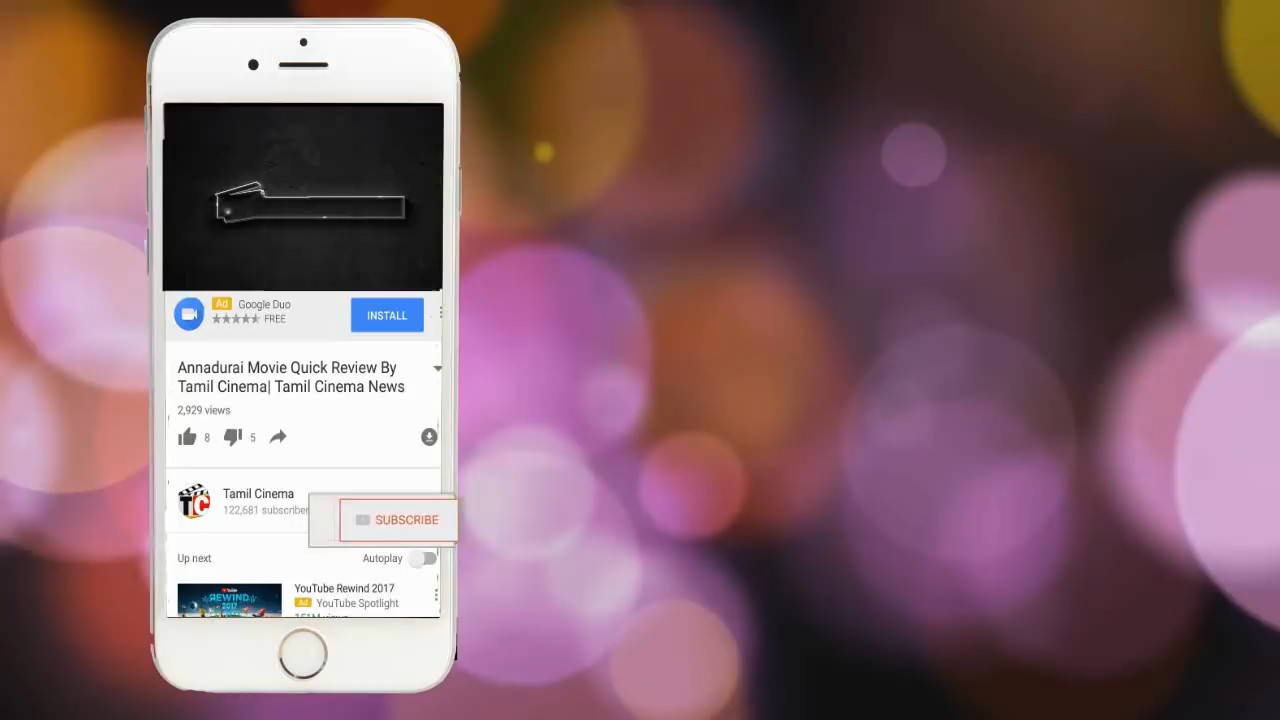 Ad Google Duo
FREE
INSTALL
Annadurai Movie Quick Review By
Tamil Cinema| Tamil Cinema News
2,929 views
8 5
TC
Tamil Cinema
122,681 subscriber
SUBSCRIBE
Up next
Autoplay
REWIND
2017
YouTube Rewind 2017
Ad YouTube Spotlight
151M views